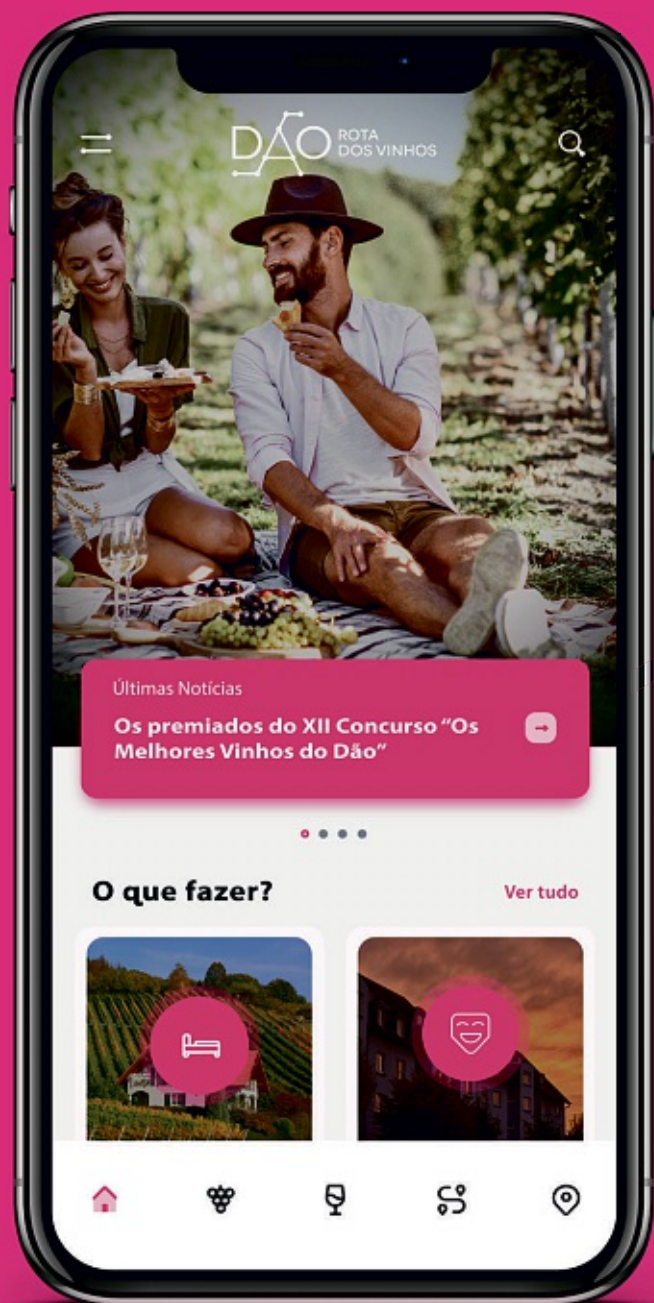 DÃO ROTA
DOS VINHOS
Últimas Notícias
Os premiados do XII Concurso “Os
Melhores Vinhos do Dão”
O que fazer?
Ver tudo